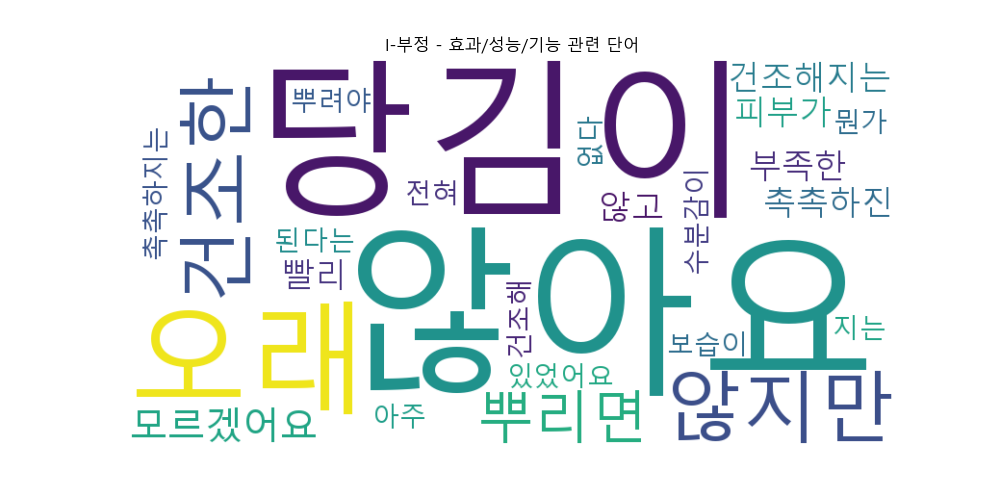 I-부정 - 효과/성능/기능 관련 단어
당김이
않아요
오래
건조한
않지만
뿌리면
모르겠어요
건조해지는
피부가
뭔가
부족한
촉촉하진
뿌려야
전혀
없다
않고
수분감이
촉촉하지는
된다는
빨리
건조해
있었어요
아주
보습이
지는